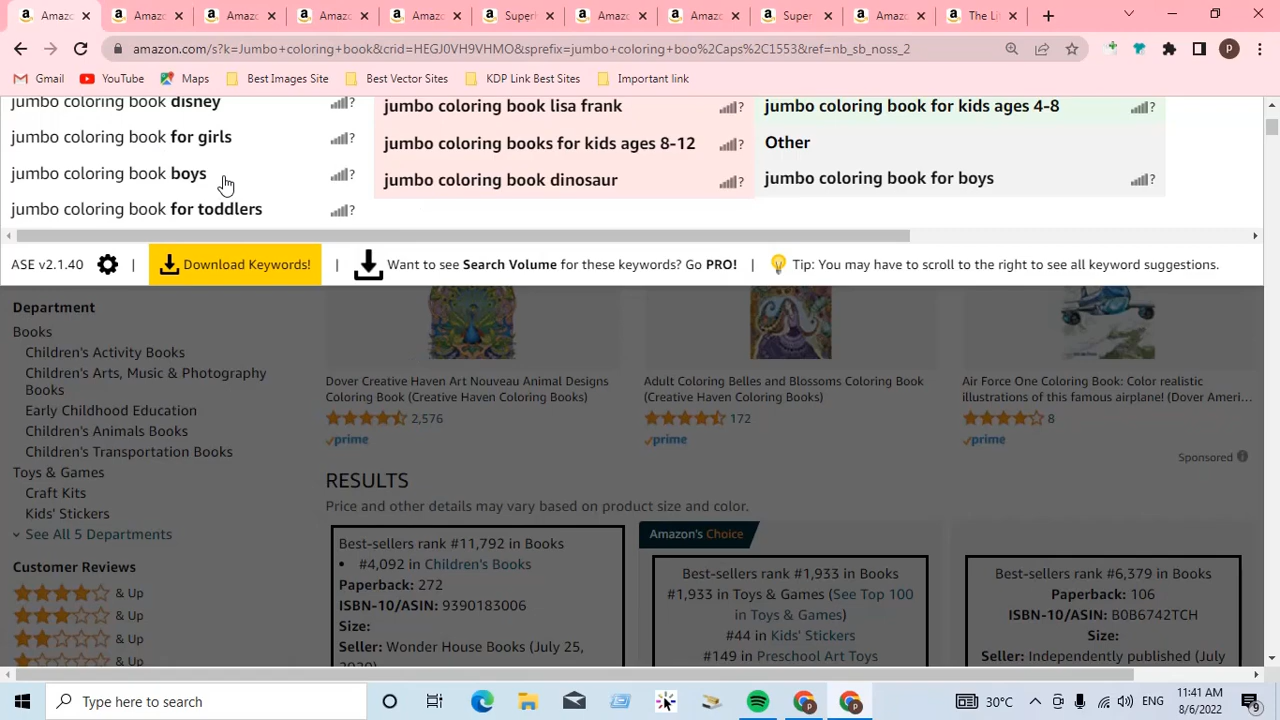 Amazo
Amazo
Amazo
Amazo
Amazo
Superh
Amazo
Amazo
Super
Amazo
The Lit
amazon.com/s?k=Jumbo+coloring+book&crid=HEGJ0VH9VHMO&sprefix=jumbo+coloring+boo%2Caps%2C1553&ref=nb_sb_noss_2
P
Gmail
YouTube
Maps
Best Images Site
Best Vector Sites
KDP Link Best Sites
Important link
jumbo coloring book disney
jumbo coloring book for girls
jumbo coloring book boys
jumbo coloring book for toddlers
jumbo coloring book lisa frank
jumbo coloring books for kids ages 8-12
jumbo coloring book dinosaur
jumbo coloring book for kids ages 4-8
Other
jumbo coloring book for boys
ASE v2.1.40 | Download Keywords! | Want to see Search Volume for these keywords? Go PRO! | Tip: You may have to scroll to the right to see all keyword suggestions.
Department
Books
Children's Activity Books
Children's Arts, Music & Photography
Books
Early Childhood Education
Children's Animals Books
Children's Transportation Books
Toys & Games
Craft Kits
Kids' Stickers
See All 5 Departments
Customer Reviews
& Up
& Up
& Up
& Up
Dover Creative Haven Art Nouveau Animal Designs
Coloring Book (Creative Haven Coloring Books)
2,576
prime
Adult Coloring Belles and Blossoms Coloring Book
(Creative Haven Coloring Books)
172
prime
Air Force One Coloring Book: Color realistic
illustrations of this famous airplane! (Dover Ameri...
8
prime
Sponsored
RESULTS
Price and other details may vary based on product size and color.
Best-sellers rank #11,792 in Books
• #4,092 in Children's Books
Paperback: 272
ISBN-10/ASIN: 9390183006
Size:
Seller: Wonder House Books (July 25,
2020)
Amazon's Choice
Best-sellers rank #1,933 in Books
#1,933 in Toys & Games (See Top 100
in Toys & Games)
#44 in Kids' Stickers
#149 in Preschool Art Toys
Best-sellers rank #6,379 in Books
Paperback: 106
ISBN-10/ASIN: B0B6742TCH
Size:
Seller: Independently published (July
Type here to search
30°C
ENG
11:41 AM
8/6/2022
9